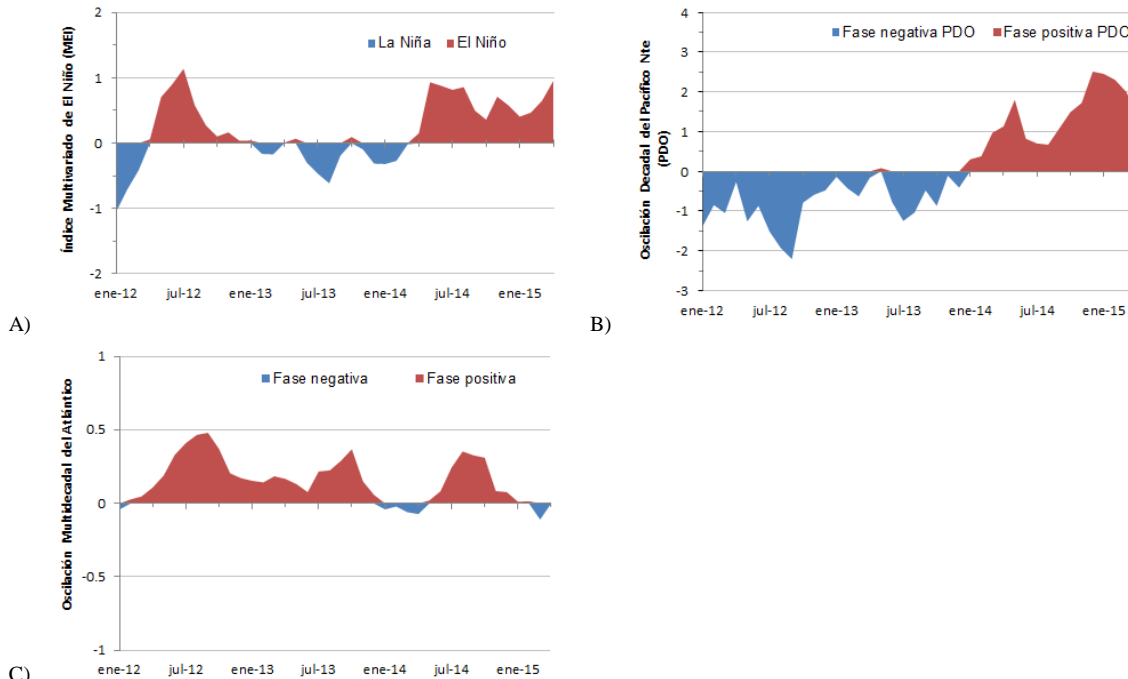 Índice Multivariado de El Niño (MEI)
2
1
0
-1
-2
La Niña El Niño
ene-12 jul-12 ene-13 jul-13 ene-14 jul-14 ene-15
A)
Oscilación Decadal del Pacífico Nte
(PDO)
4
3
2
1
0
-1
-2
-3
Fase negativa PDO Fase positiva PDO
ene-12 jul-12 ene-13 jul-13 ene-14 jul-14 ene-15
B)
Oscilación Multidecadal del Atlántico
1
0.5
0
-0.5
-1
Fase negativa Fase positiva
ene-12 jul-12 ene-13 jul-13 ene-14 jul-14 ene-15
C)